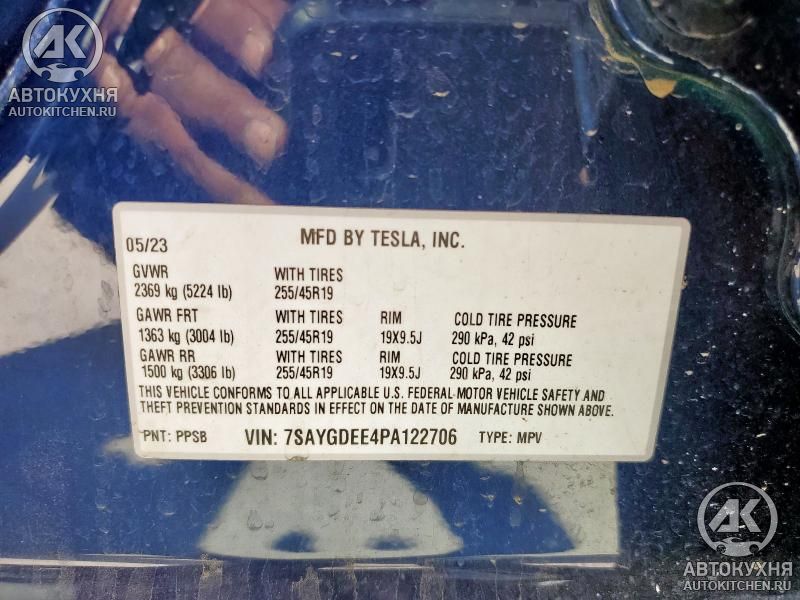 АК
АВТОКУХНЯ
AUTOKITCHEN.RU
05/23 MFD BY TESLA, INC.
GVWR WITH TIRES
2369 kg (5224 lb) 255/45R19
GAWR FRT WITH TIRES RIM COLD TIRE PRESSURE
1363 kg (3004 lb) 255/45R19 19X9.5J 290 kPa, 42 psi
GAWR RR WITH TIRES RIM COLD TIRE PRESSURE
1500 kg (3306 lb) 255/45R19 19X9.5J 290 kPa, 42 psi
THIS VEHICLE CONFORMS TO ALL APPLICABLE U.S. FEDERAL MOTOR VEHICLE SAFETY AND
THEFT PREVENTION STANDARDS IN EFFECT ON THE DATE OF MANUFACTURE SHOWN ABOVE.
PNT: PPSB VIN: 7SAYGDEE4PA122706 TYPE: MPV
АК
АВТОКУХНЯ
AUTOKITCHEN.RU